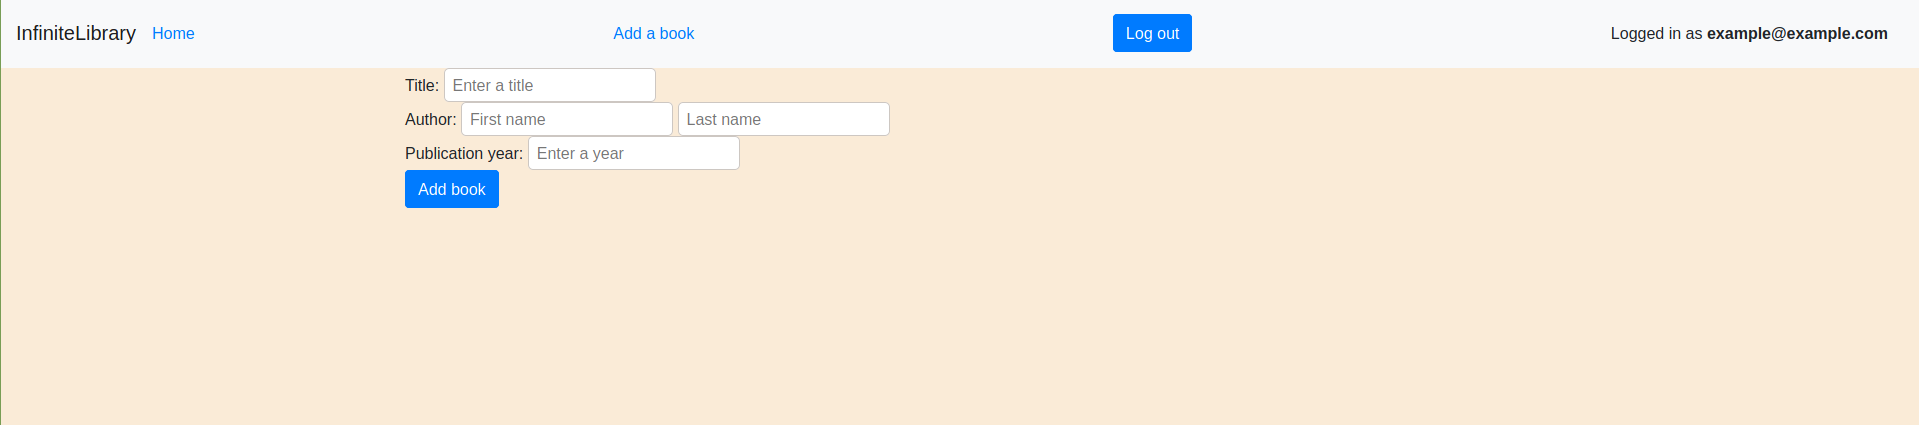 InfiniteLibrary Home Add a book Log out Logged in as example@example.com
Title: Enter a title
Author: First name Last name
Publication year: Enter a year
Add book